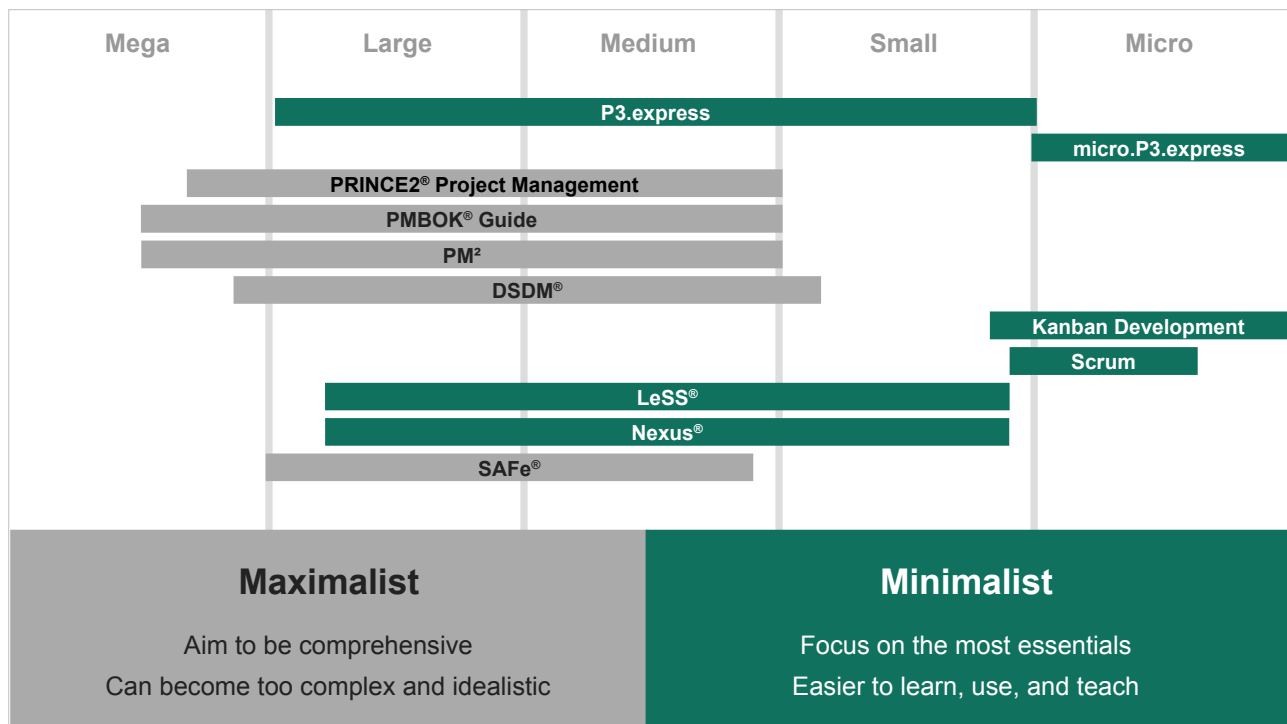 Mega Large Medium Small Micro
P3.express
micro.P3.express
PRINCE2® Project Management
PMBOK® Guide
PM²
DSDM®
Kanban Development
Scrum
LeSS®
Nexus®
SAFe®
Maximalist
Aim to be comprehensive
Can become too complex and idealistic
Minimalist
Focus on the most essentials
Easier to learn, use, and teach